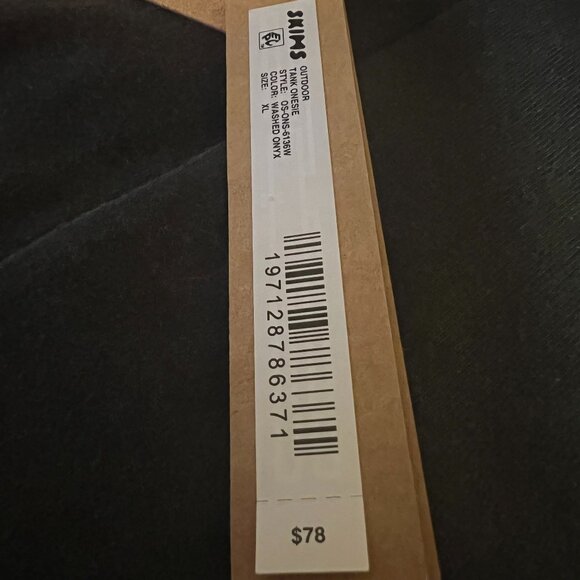 SKIMS
OUTDOOR
TANK ONESIE
STYLE: OS-ONS-6136W
COLOR: WASHED ONYX
SIZE: XL
197128786371
$78